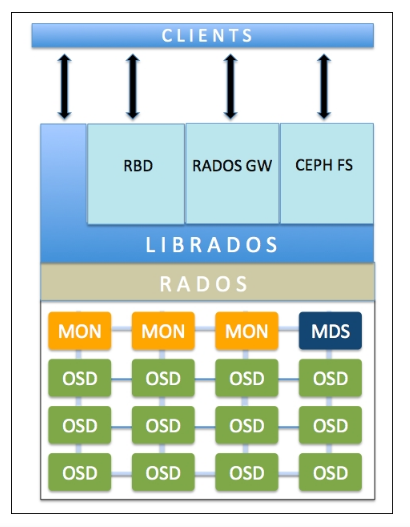 CLIENTS
RBD RADOS GW CEPH FS
LIBRADOS
RADOS
MON MON MON MDS
OSD OSD OSD OSD
OSD OSD OSD OSD
OSD OSD OSD OSD